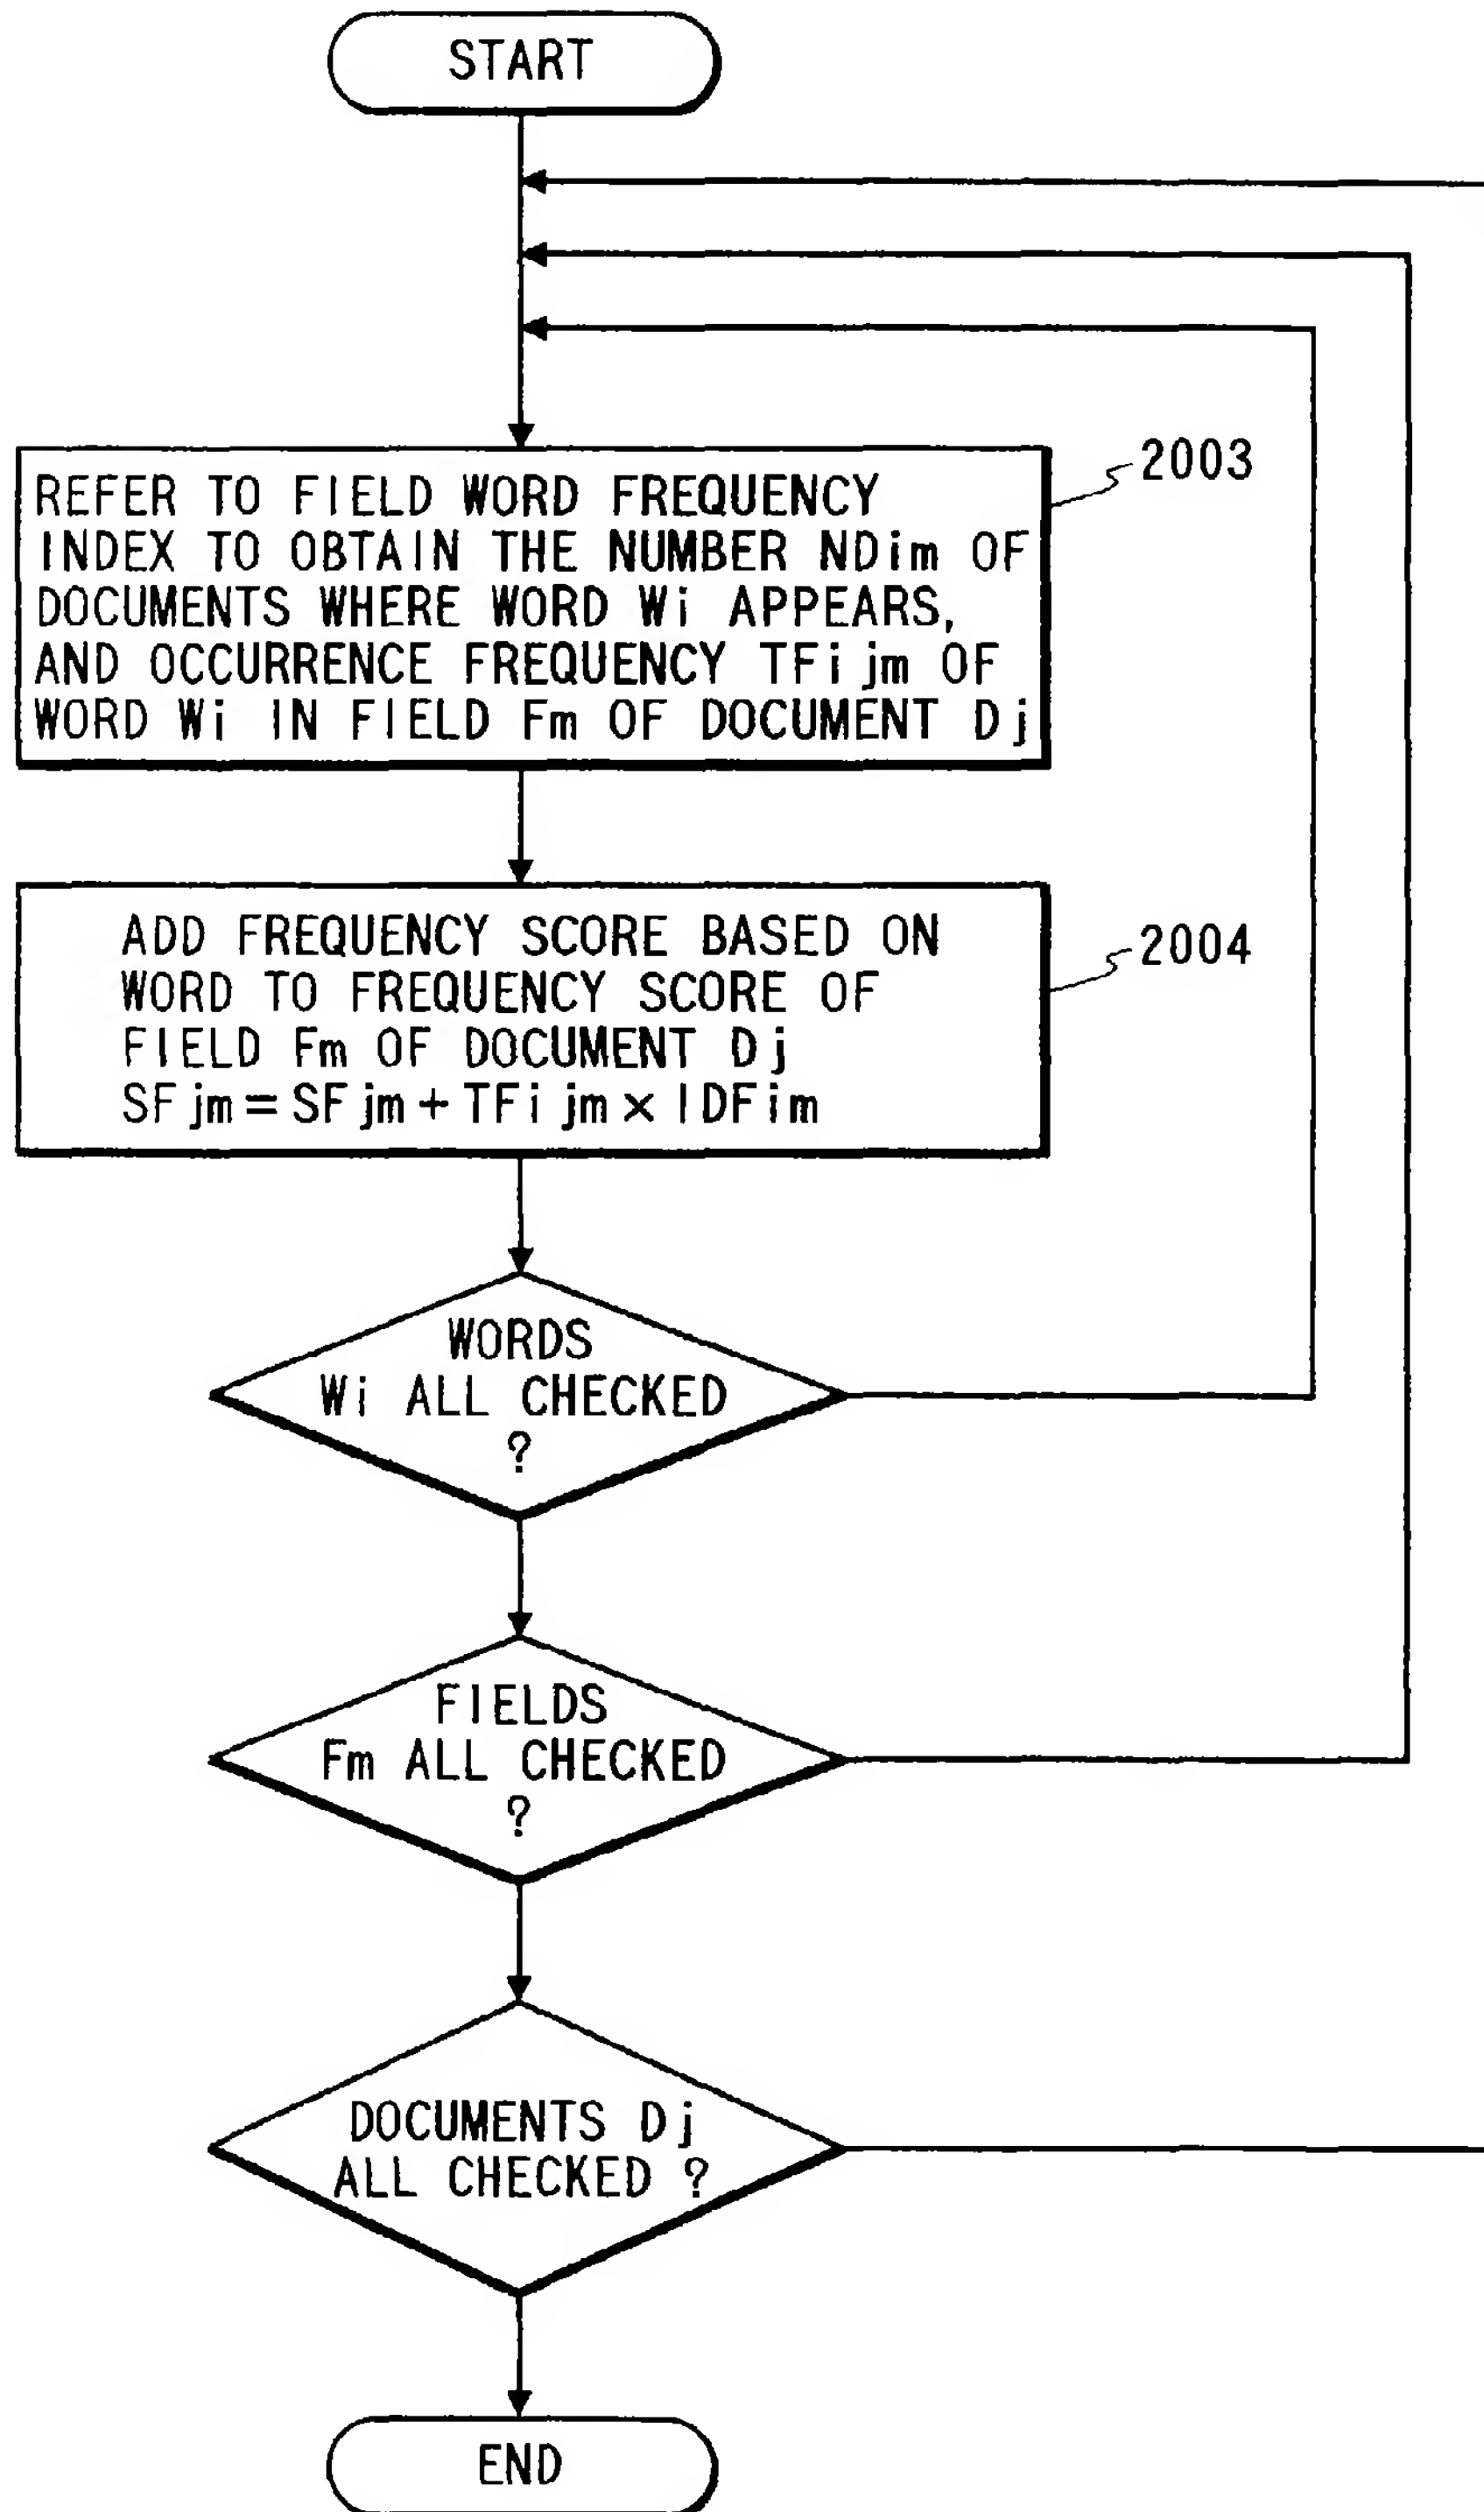 START
2003
REFER TO FIELD WORD FREQUENCY
INDEX TO OBTAIN THE NUMBER NDim OF
DOCUMENTS WHERE WORD Wi APPEARS,
AND OCCURRENCE FREQUENCY TFijm OF
WORD Wi IN FIELD Fm OF DOCUMENT Dj
2004
ADD FREQUENCY SCORE BASED ON
WORD TO FREQUENCY SCORE OF
FIELD Fm OF DOCUMENT Dj
SFjm=SFjm+TFijm×IDFim
WORDS
Wi ALL CHECKED
?
FIELDS
Fm ALL CHECKED
?
DOCUMENTS Dj
ALL CHECKED ?
END